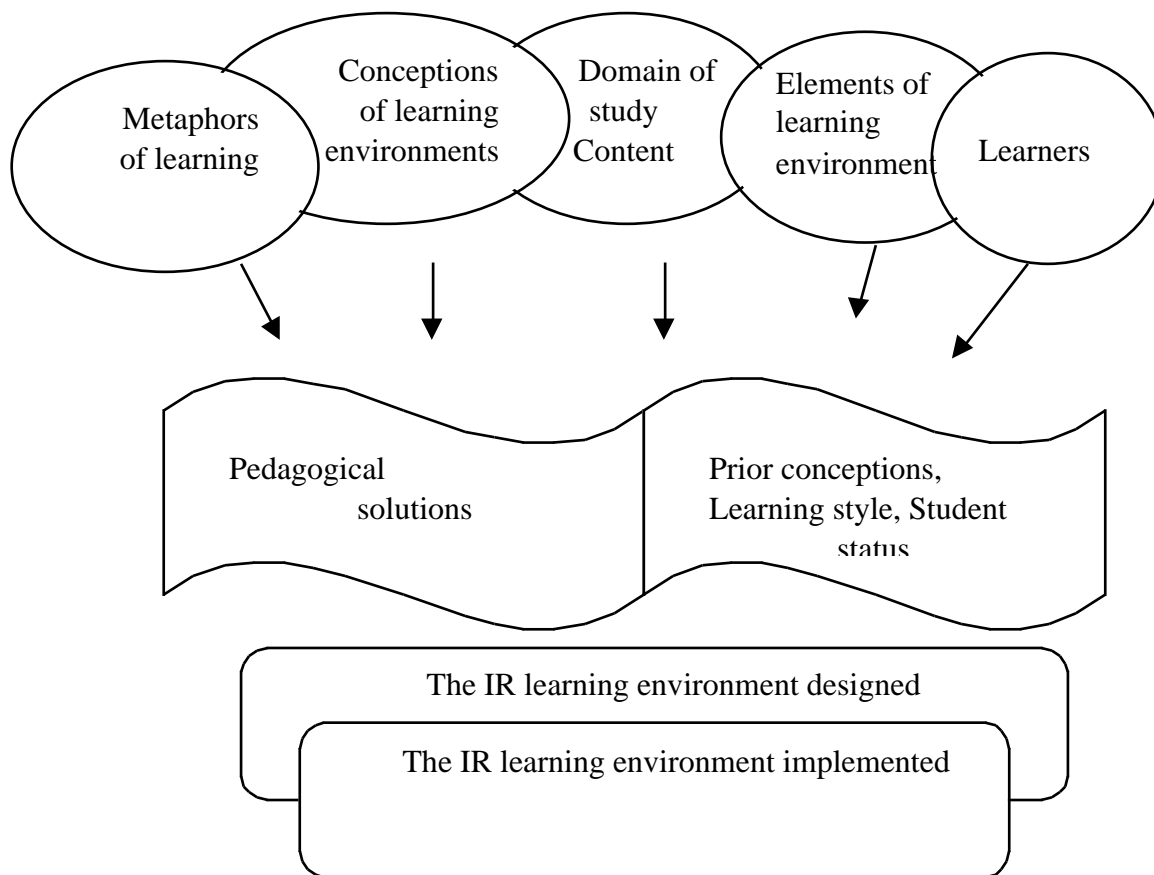 Metaphors
of learning
Conceptions
of learning
environments
Domain of
study
Content
Elements of
learning
environment
Learners
Pedagogical
solutions
Prior conceptions,
Learning style, Student
status
The IR learning environment designed
The IR learning environment implemented